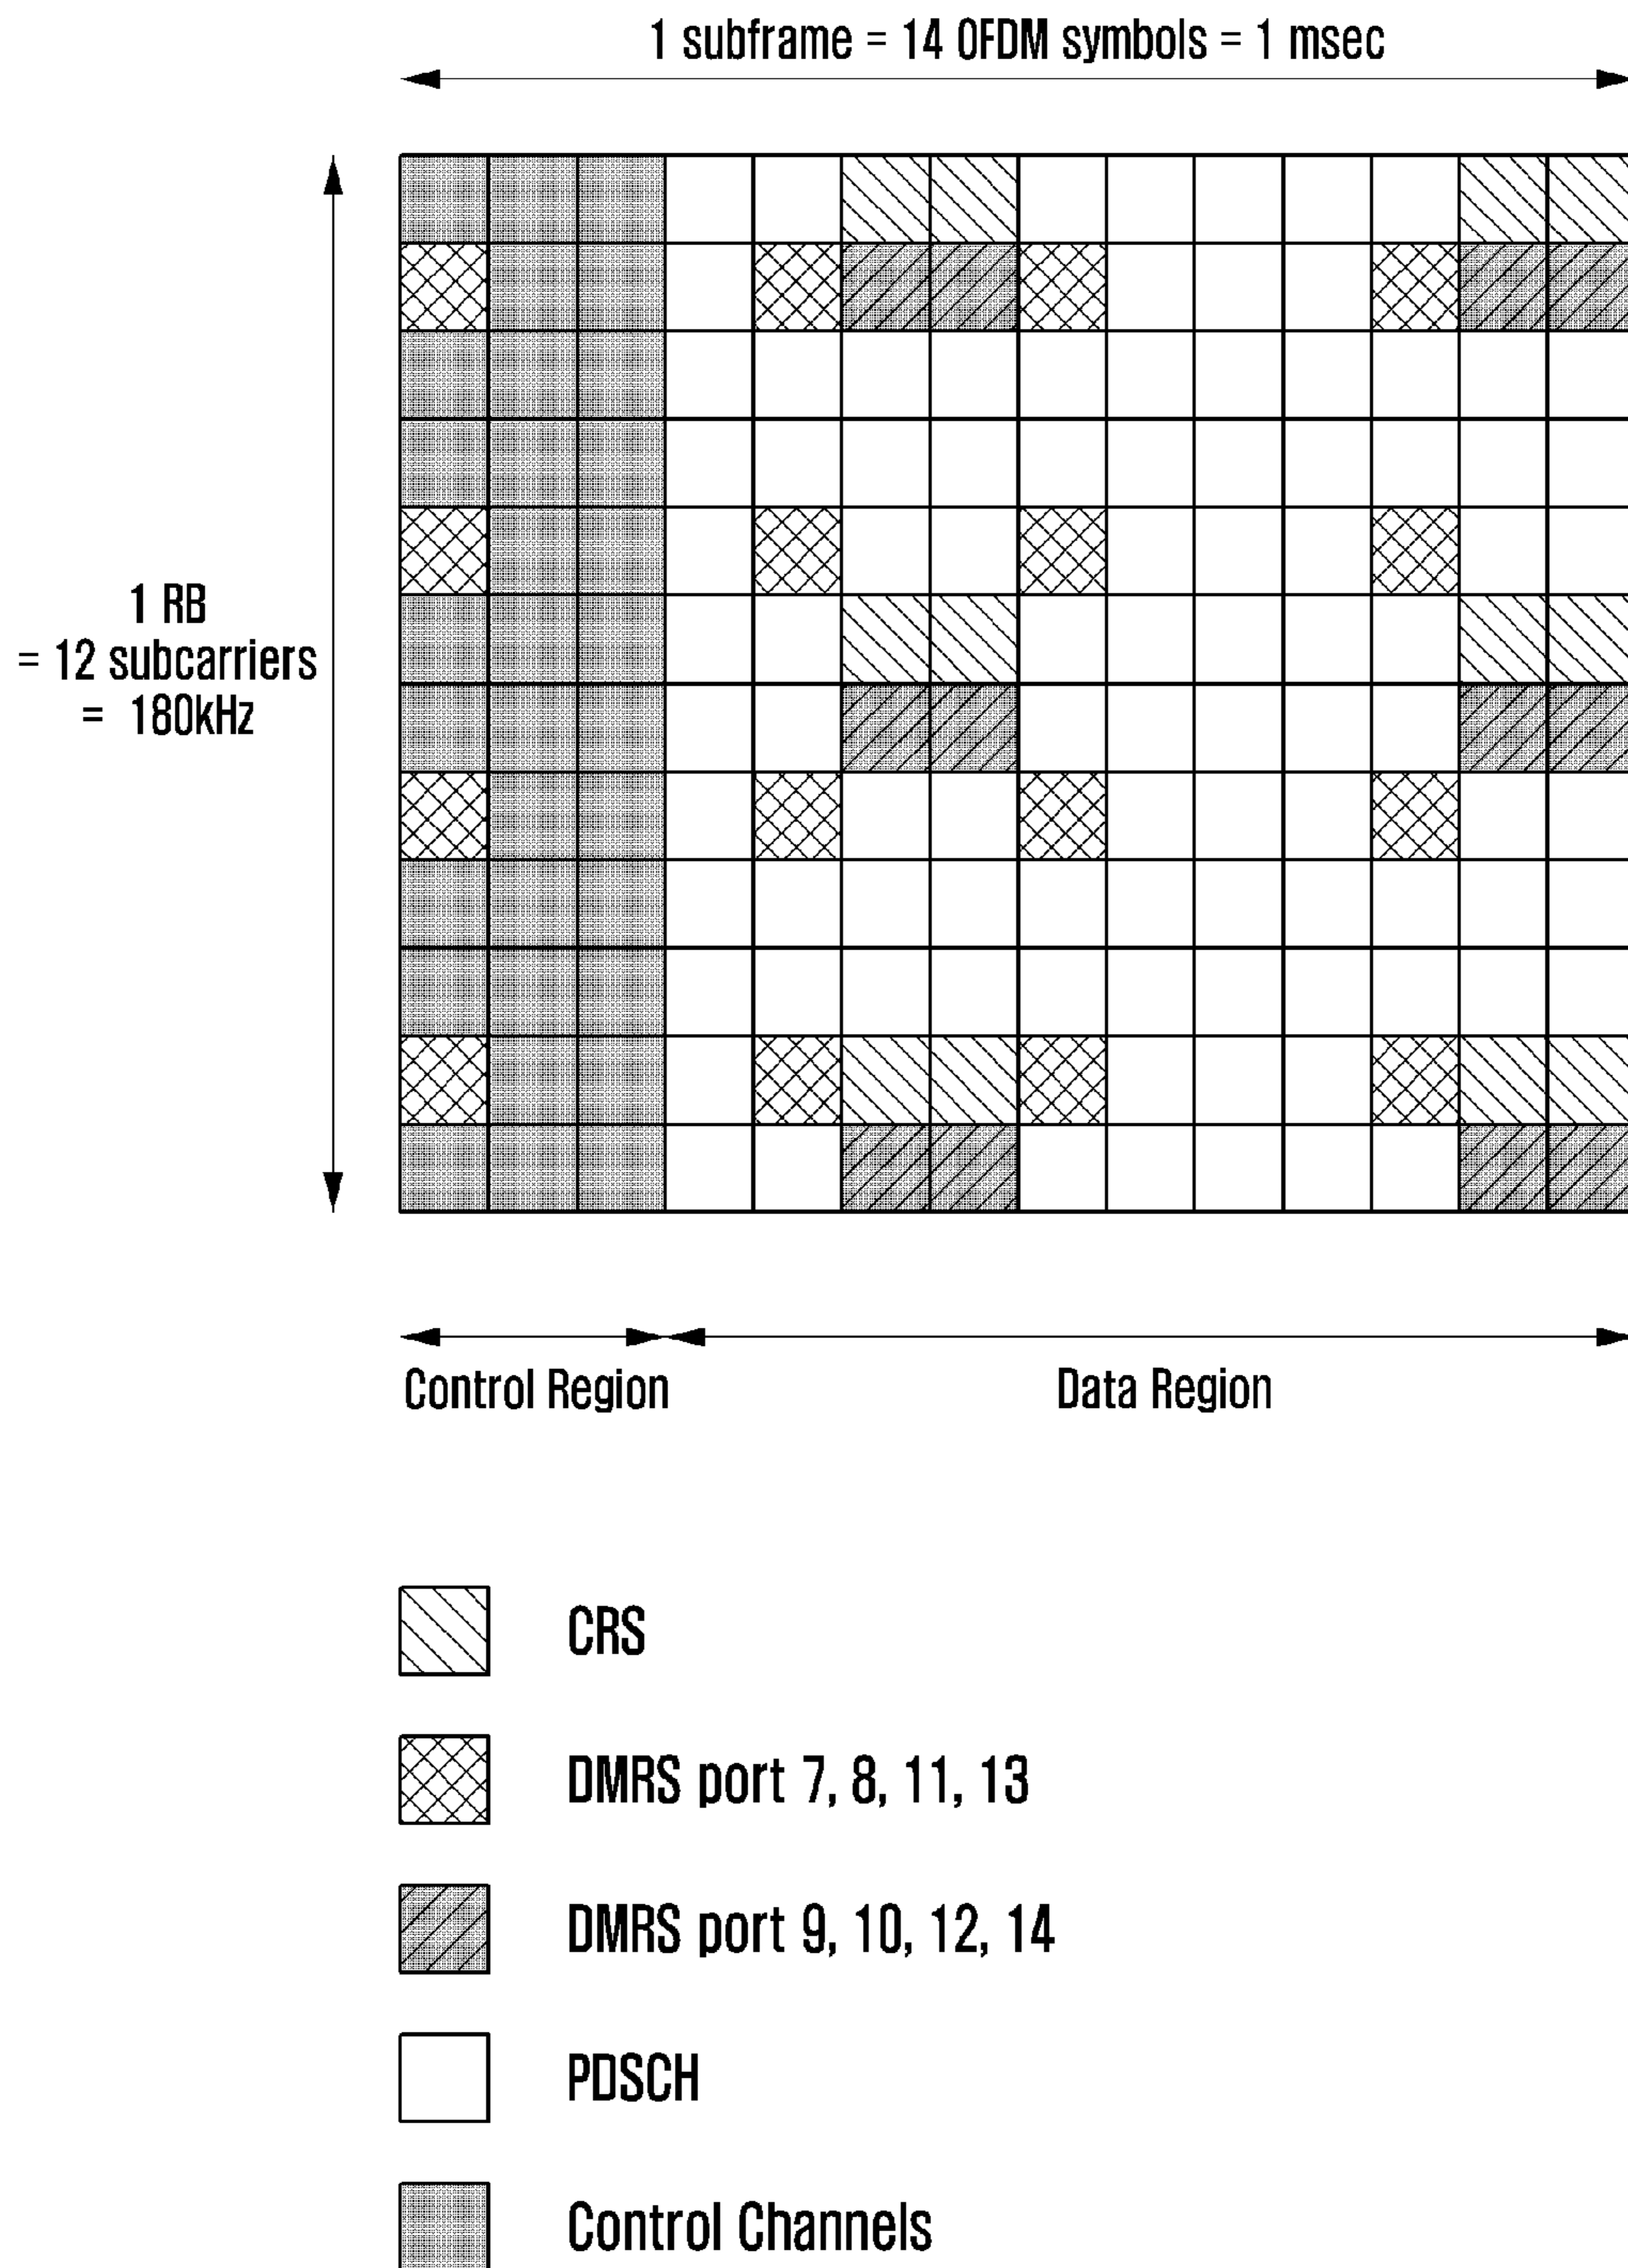 1 subframe = 14 OFDM symbols = 1 msec
1 RB
= 12 subcarriers
= 180kHz
Control Region
Data Region
CRS
DMRS port 7, 8, 11, 13
DMRS port 9, 10, 12, 14
PDSCH
Control Channels